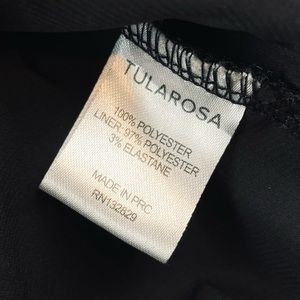 TULAROSA
100% POLYESTER
LINER: 97% POLYESTER
3% ELASTANE
MADE IN PRC
RN132829